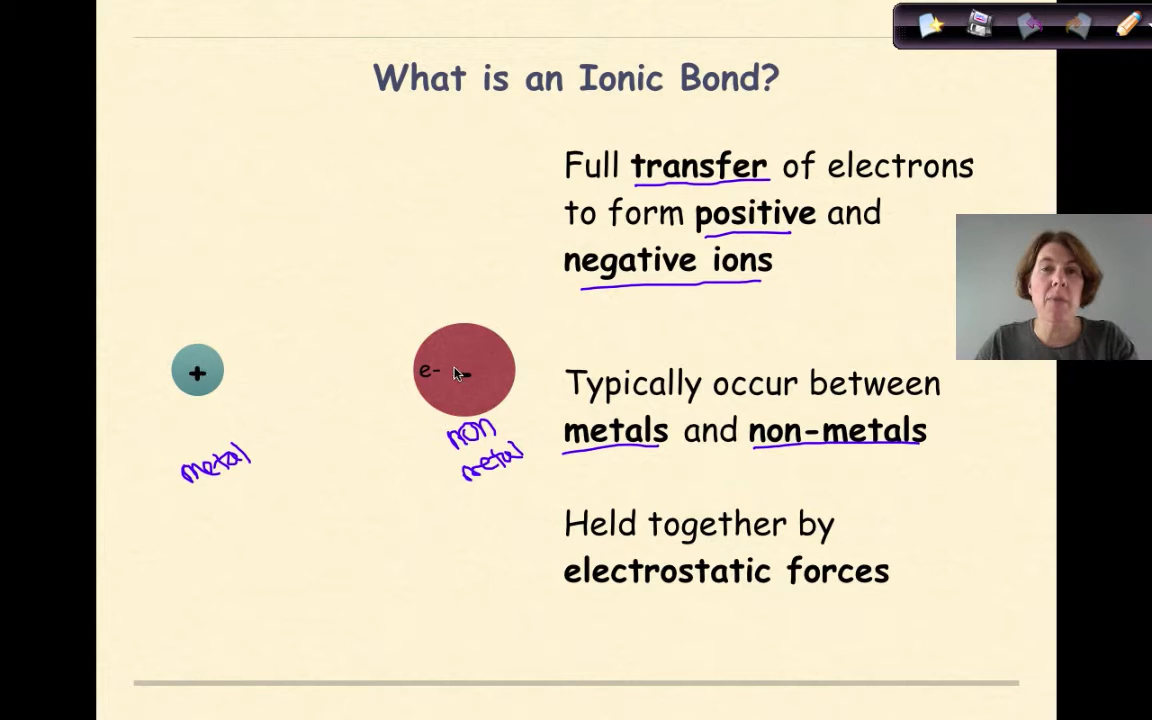 What is an Ionic Bond?
Full transfer of electrons
to form positive and
negative ions
+
e- -
Typically occur between
metals and non-metals
metal
non
metal
Held together by
electrostatic forces